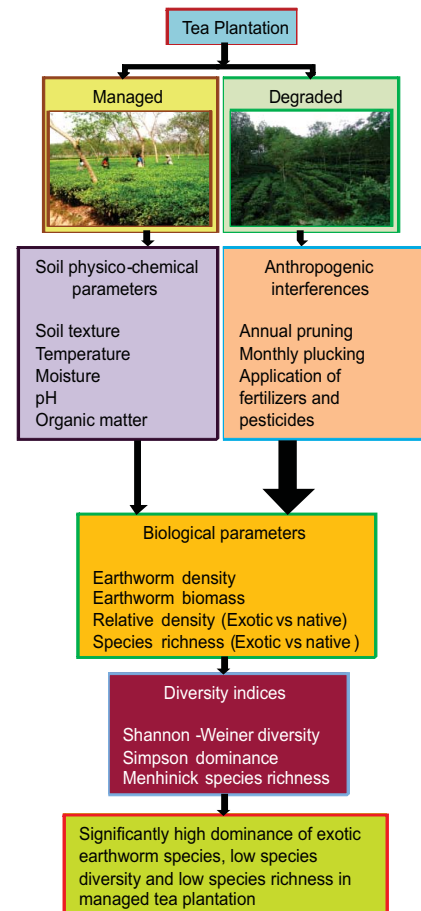 Tea Plantation
Managed
Degraded
Soil physico-chemical
parameters
Soil texture
Temperature
Moisture
pH
Organic matter
Anthropogenic
interferences
Annual pruning
Monthly plucking
Application of
fertilizers and
pesticides
Biological parameters
Earthworm density
Earthworm biomass
Relative density (Exotic vs native)
Species richness (Exotic vs native )
Diversity indices
Shannon -Weiner diversity
Simpson dominance
Menhinick species richness
Significantly high dominance of exotic
earthworm species, low species
diversity and low species richness in
managed tea plantation